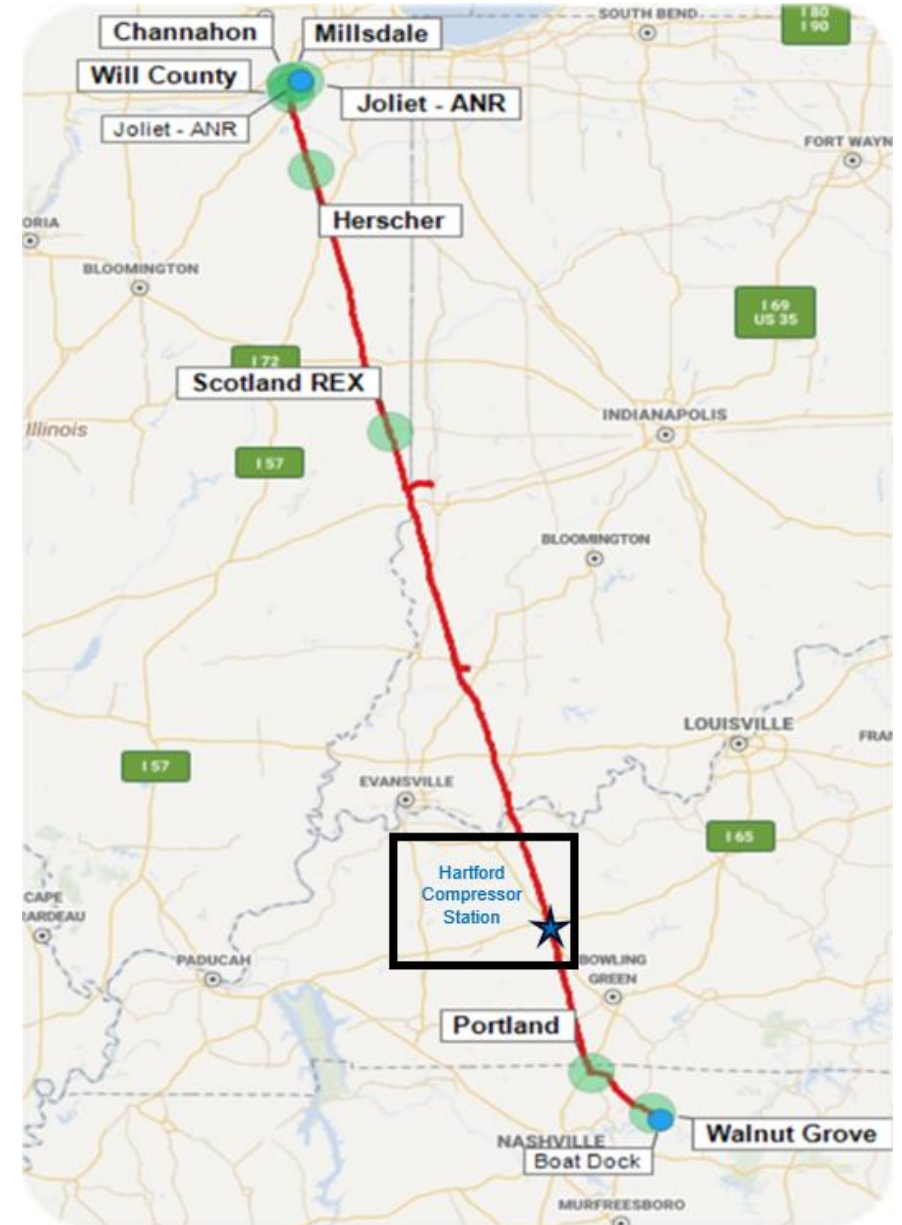 SOUTH BEND
I 80
I 90
Channahon
Millsdale
Will County
Joliet - ANR
Joliet - ANR
FORT WAYN
Herscher
ORIA
BLOOMINGTON
I 69
US 35
I 72
Scotland REX
INDIANAPOLIS
Illinois
I 57
BLOOMINGTON
LOUISVILLE
FRAN
I 57
EVANSVILLE
I 65
Hartford
Compressor
Station
CAPE
RARDEAU
PADUCAH
BOWLING
GREEN
Portland
NASHVILLE
Walnut Grove
Boat Dock
MURFREESBORO